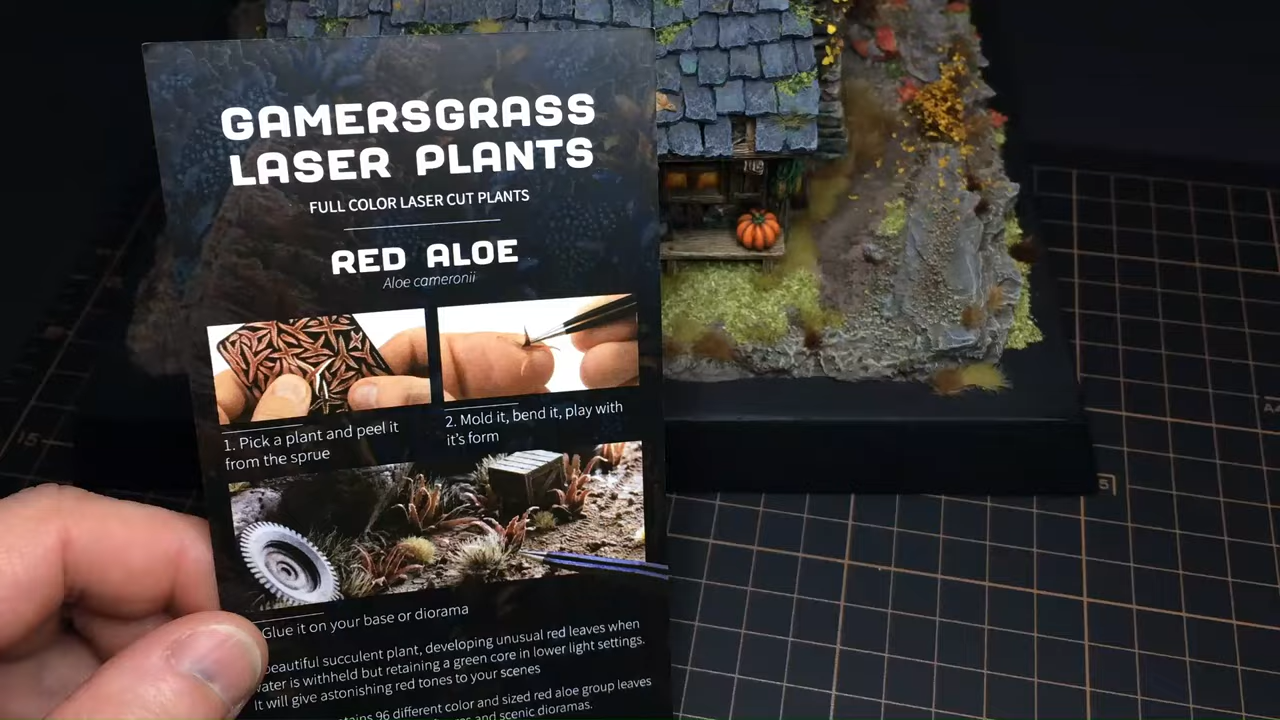 GAMERSGRASS
LASER PLANTS
FULL COLOR LASER CUT PLANTS
RED ALOE
Aloe cameronii
1. Pick a plant and peel it
from the sprue
2. Mold it, bend it, play with
it's form
Glue it on your base or diorama
beautiful succulent plant, developing unusual red leaves when
water is withheld but retaining a green core in lower light settings.
It will give astonishing red tones to your scenes
96 different color and sized red aloe group leaves
and scenic dioramas.
15
5